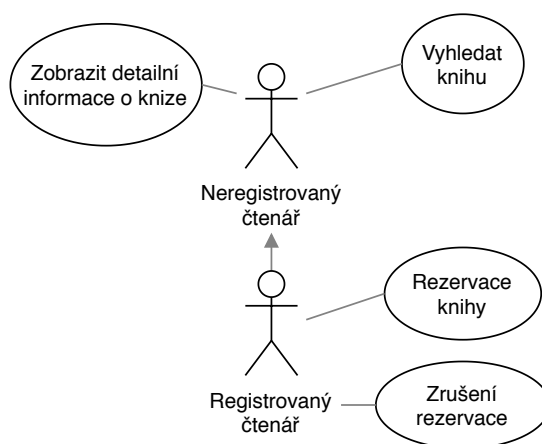 Zobrazit detailní
informace o knize
Vyhledat
knihu
Neregistrovaný
čtenář
Rezervace
knihy
Registrovaný
čtenář
Zrušení
rezervace